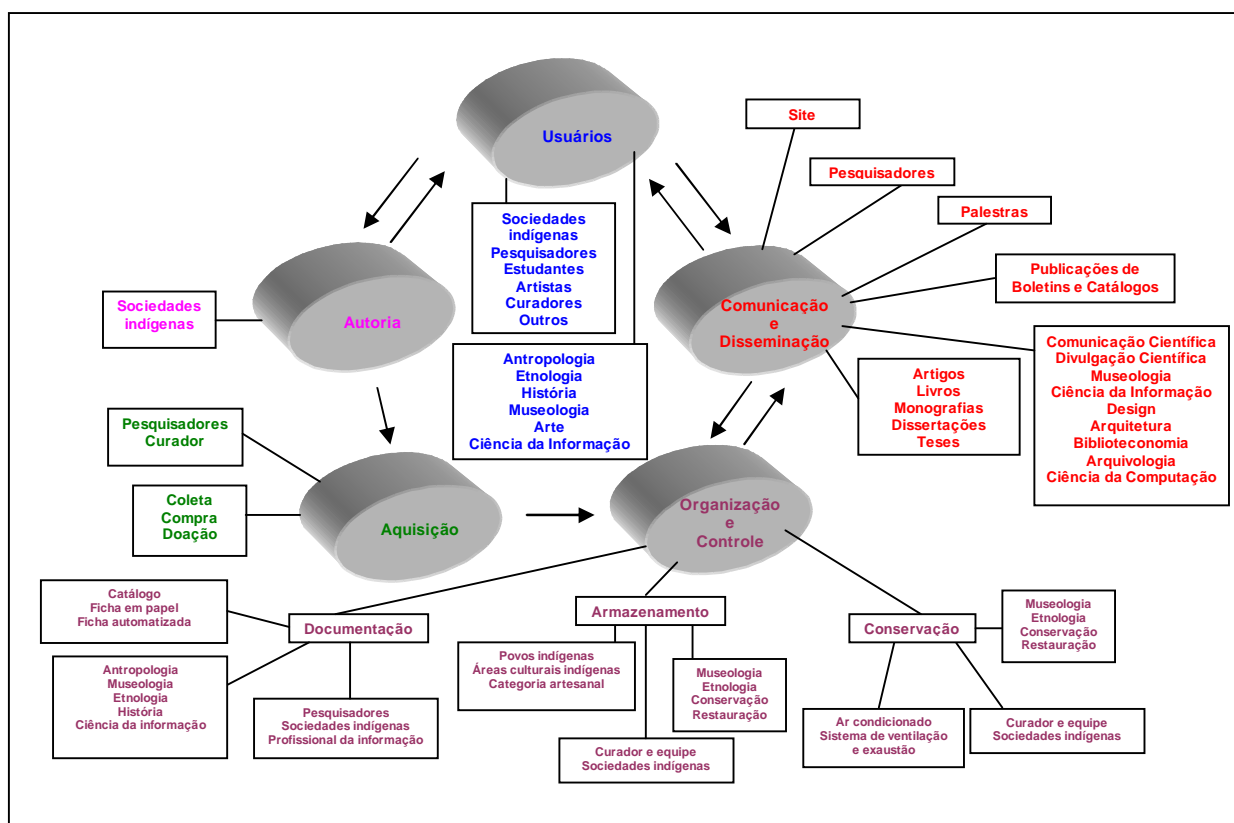 Usuários
Site
Pesquisadores
Palestras
Publicações de
Boletins e Catálogos
Sociedades
indígenas
Pesquisadores
Estudantes
Artistas
Curadores
Outros
Sociedades
indígenas
Autoria
Comunicação
e
Disseminação
Antropologia
Etnologia
História
Museologia
Arte
Ciência da Informação
Artigos
Livros
Monografias
Dissertações
Teses
Comunicação Científica
Divulgação Científica
Museologia
Ciência da Informação
Design
Arquitetura
Biblioteconomia
Arquivologia
Ciência da Computação
Pesquisadores
Curador
Coleta
Compra
Doação
Aquisição
Organização
e
Controle
Catálogo
Ficha em papel
Ficha automatizada
Documentação
Armazenamento
Conservação
Museologia
Etnologia
Conservação
Restauração
Antropologia
Museologia
Etnologia
História
Ciência da informação
Pesquisadores
Sociedades indígenas
Profissional da informação
Povos indígenas
Áreas culturais indígenas
Categoria artesanal
Museologia
Etnologia
Conservação
Restauração
Curador e equipe
Sociedades indígenas
Ar condicionado
Sistema de ventilação
e exaustão
Curador e equipe
Sociedades indígenas